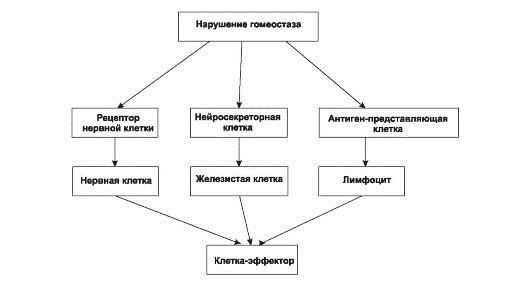 Нарушение гомеостаза
Рецептор
нервной клетки
Нейросекреторная
клетка
Антиген-представляющая
клетка
Нервная клетка
Железистая клетка
Лимфоцит
Клетка-эффектор